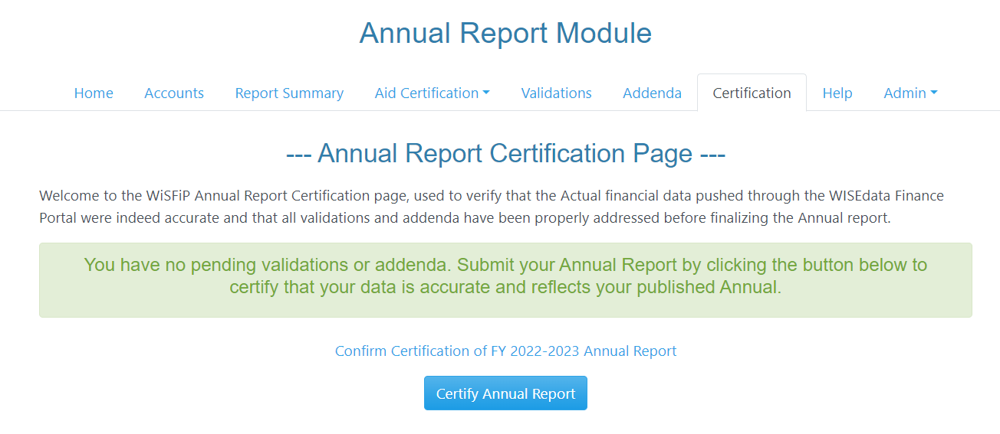 Annual Report Module
Home Accounts Report Summary Aid Certification Validations Addenda Certification Help Admin
--- Annual Report Certification Page ---
Welcome to the WiSFiP Annual Report Certification page, used to verify that the Actual financial data pushed through the WISEdata Finance
Portal were indeed accurate and that all validations and addenda have been properly addressed before finalizing the Annual report.
You have no pending validations or addenda. Submit your Annual Report by clicking the button below to
certify that your data is accurate and reflects your published Annual.
Confirm Certification of FY 2022-2023 Annual Report
Certify Annual Report